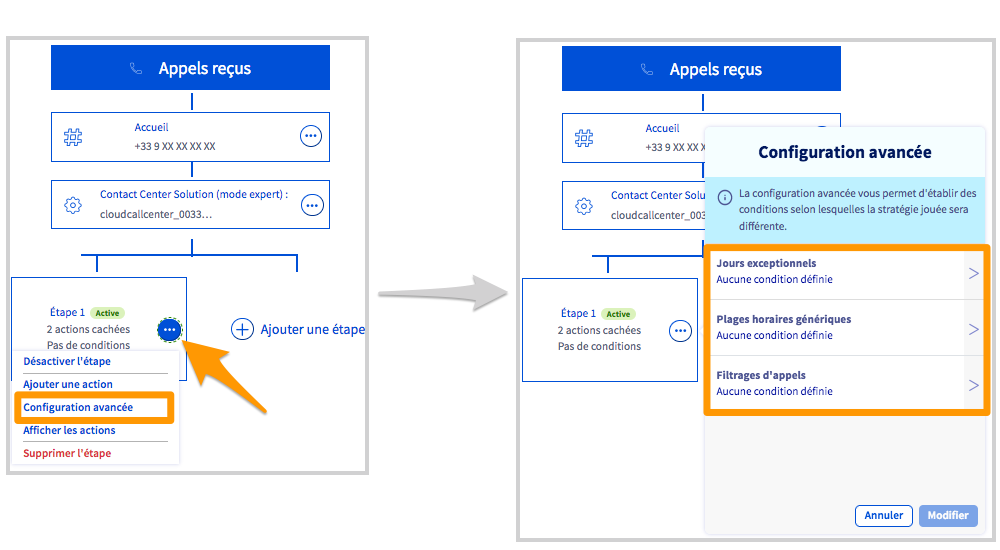 Appels reçus
Accueil
+33 9 XX XX XX XX
Contact Center Solution (mode expert) :
cloudcallcenter_0033...
Étape 1 Active
2 actions cachées
Pas de conditions
Ajouter une étape
Désactiver l'étape
Ajouter une action
Configuration avancée
Afficher les actions
Supprimer l'étape
Appels reçus
Accueil
+33 9 XX
Contact Center Solu
cloudcallcenter_003
Étape 1 Active
2 actions cachées
Pas de conditions
Configuration avancée
La configuration avancée vous permet d'établir des
conditions selon lesquelles la stratégie jouée sera
différente.
Jours exceptionnels
Aucune condition définie
Plages horaires génériques
Aucune condition définie
Filtrages d'appels
Aucune condition définie
Annuler
Modifier